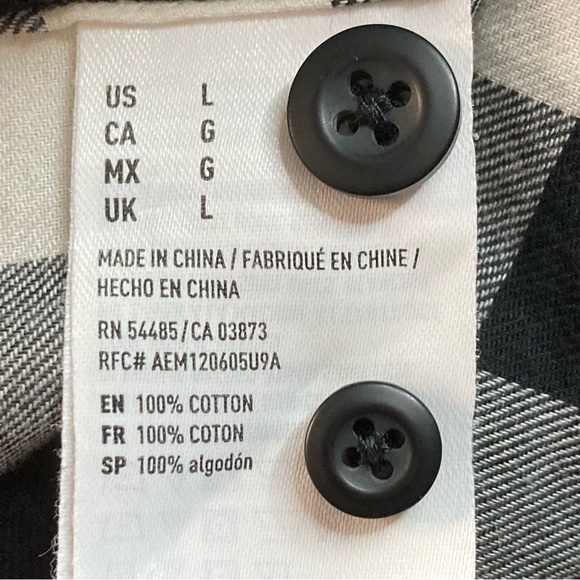 US L
CA G
MX G
UK L
MADE IN CHINA / FABRIQUÉ EN CHINE /
HECHO EN CHINA
RN 54485/CA 03873
RFC# AEM120605U9A
EN 100% COTTON
FR 100% COTON
SP 100% algodón